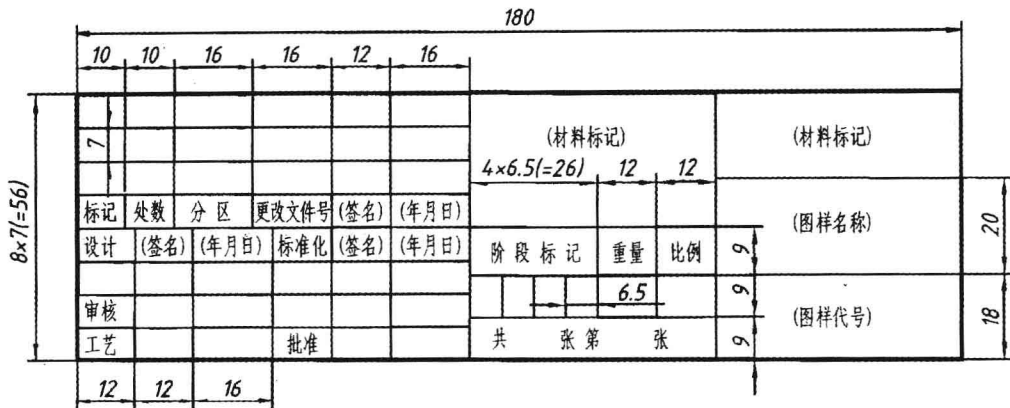 180
10 10 16 16 12 16
(材料标记) (材料标记)
7
4×6.5(=26) 12 12
8×7(=56)
标记 处数 分区 更改文件号 (签名) (年月日)
(图样名称) 20
设计 (签名) (年月日) 标准化 (签名) (年月日)
阶段标记 重量 比例 9
6.5 9
审核
(图样代号) 18
工艺 批准
共 张 第 张 9
12 12 16